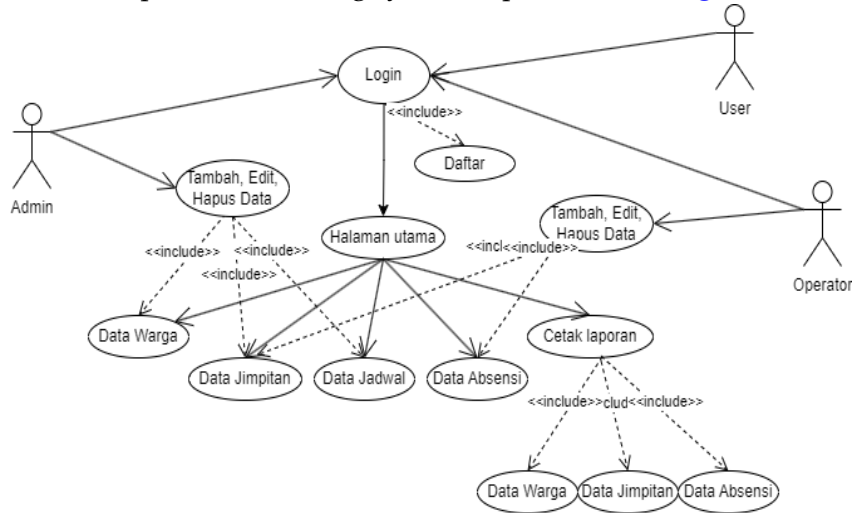 Login
User
<<include>>
Daftar
Admin
Tambah, Edit,
Hapus Data
Tambah, Edit,
Hapus Data
Halaman utama
<<include>>
<<include>>
<<include>>
<<include>>
Operator
Data Warga
Cetak laporan
Data Jimpitan
Data Jadwal
Data Absensi
<<include>>
<<include>>
Data Warga
Data Jimpitan
Data Absensi